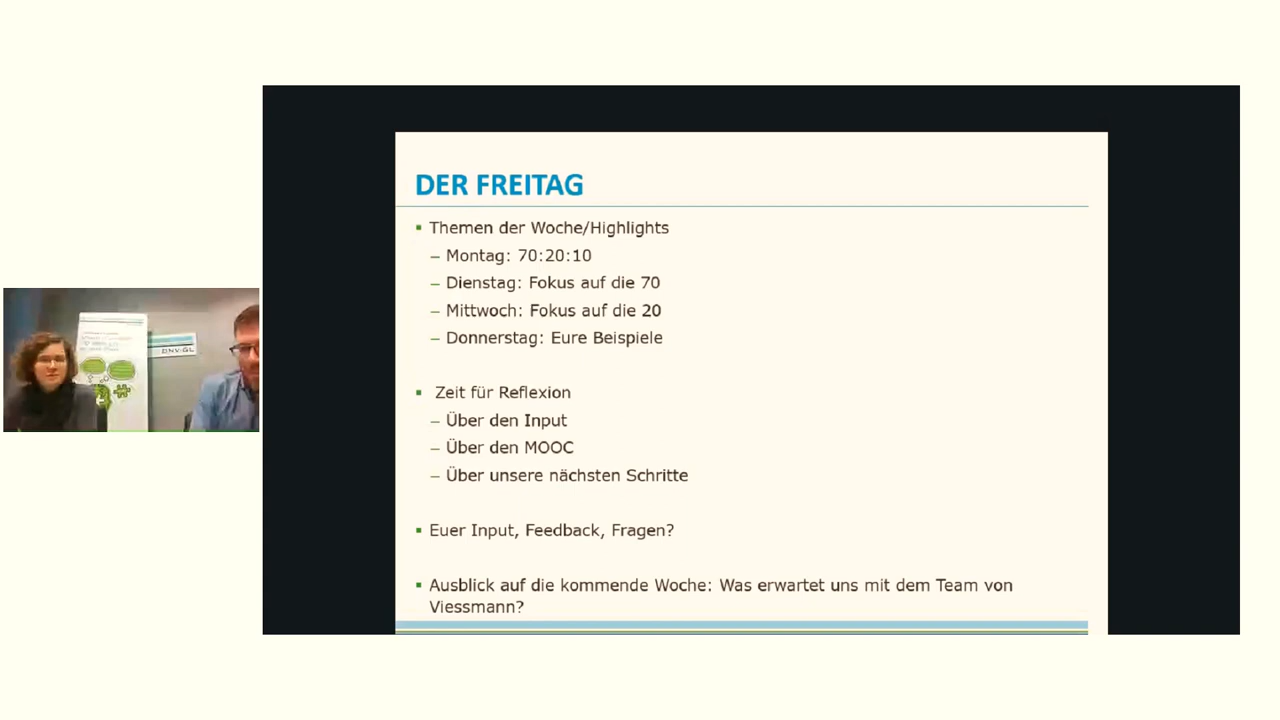 DER FREITAG
▪ Themen der Woche/Highlights
– Montag: 70:20:10
– Dienstag: Fokus auf die 70
– Mittwoch: Fokus auf die 20
– Donnerstag: Eure Beispiele
▪ Zeit für Reflexion
– Über den Input
– Über den MOOC
– Über unsere nächsten Schritte
▪ Euer Input, Feedback, Fragen?
▪ Ausblick auf die kommende Woche: Was erwartet uns mit dem Team von
Viessmann?
DNV·GL